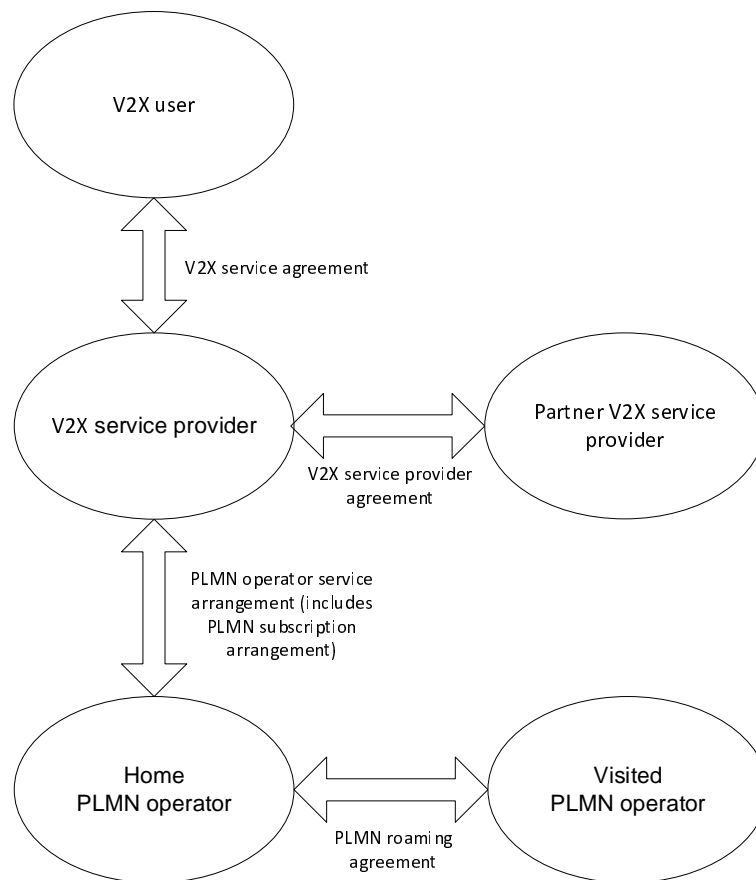 V2X user
V2X service agreement
V2X service provider
Partner V2X service
provider
V2X service provider
agreement
PLMN operator service
arrangement (includes
PLMN subscription
arrangement)
Home
PLMN operator
Visited
PLMN operator
PLMN roaming
agreement